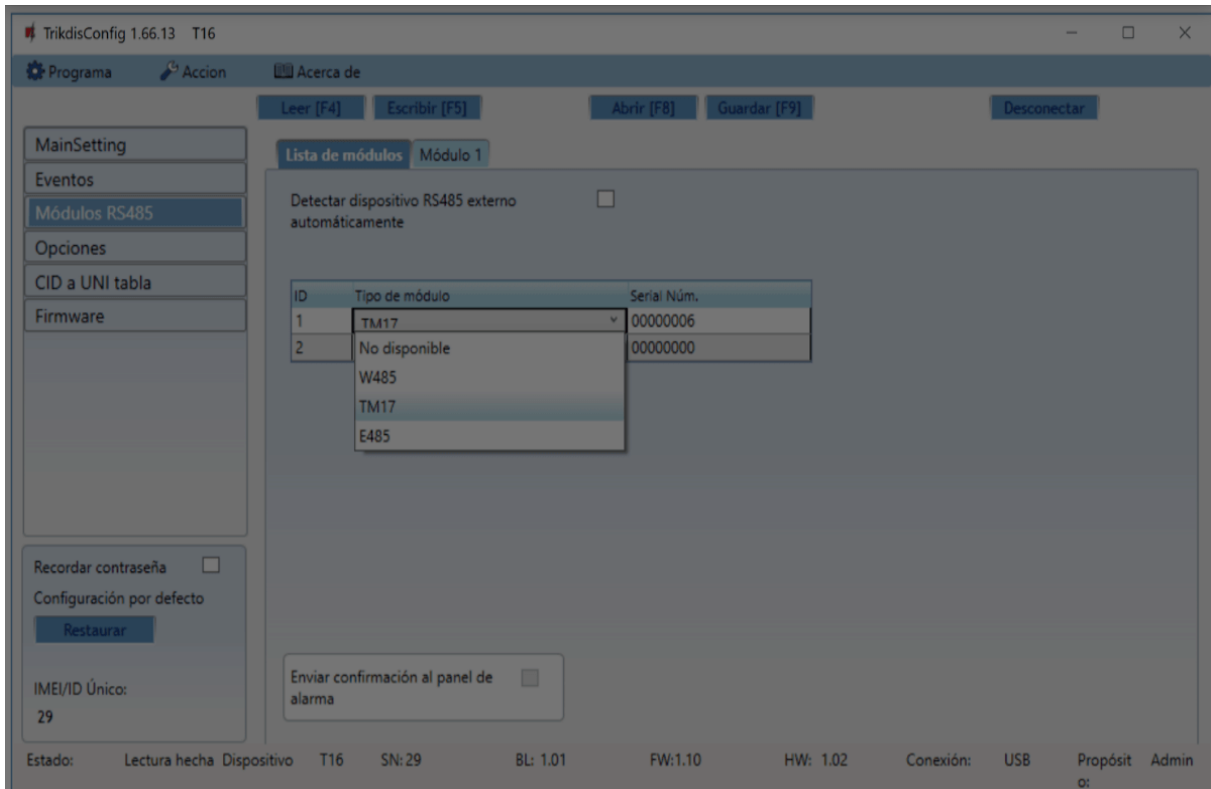 TrikdisConfig 1.66.13 T16
Programa Accion Acerca de
Leer [F4] Escribir [F5] Abrir [F8] Guardar [F9] Desconectar
MainSetting
Eventos
Módulos RS485
Opciones
CID a UNI tabla
Firmware
Recordar contraseña
Configuración por defecto
Restaurar
IMEI/ID Único:
29
Lista de módulos Módulo 1
Detectar dispositivo RS485 externo
automáticamente
ID Tipo de módulo Serial Núm.
1 TM17 00000006
2 00000000
No disponible
W485
TM17
E485
Enviar confirmación al panel de
alarma
Estado: Lectura hecha Dispositivo T16 SN: 29 BL: 1.01 FW:1.10 HW: 1.02 Conexión: USB Propósit Admin
o: